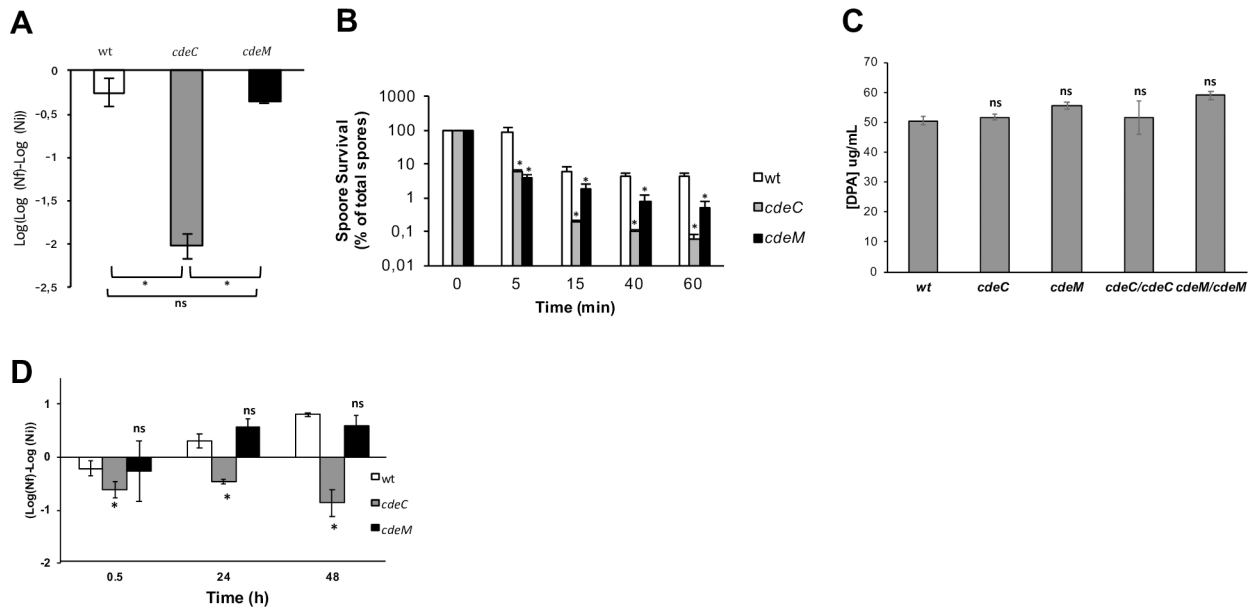 A
wt cdeC cdeM
Log(Log (Nf)-Log (Ni)
0
-0,5
-1
-1,5
-2
-2,5
* *
ns
B
Spoore Survival
(% of total spores)
1000
100
10
1
0,1
0,01
* *
* *
* *
* *
0 5 15 40 60
Time (min)
wt
cdeC
cdeM
C
[DPA] ug/mL
70
60
50
40
30
20
10
0
ns ns ns ns
wt cdeC cdeM cdeC/cdeC cdeM/cdeM
D
(Log(Nf)-Log (Ni)
1
0
-1
-2
ns ns ns
* * *
0.5 24 48
Time (h)
wt
cdeC
cdeM